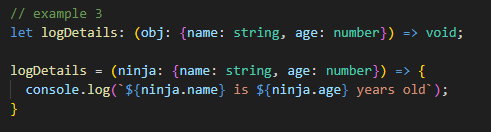 // example 3
let logDetails: (obj: {name: string, age: number}) => void;
logDetails = (ninja: {name: string, age: number}) => {
  console.log(`${ninja.name} is ${ninja.age} years old`);
}